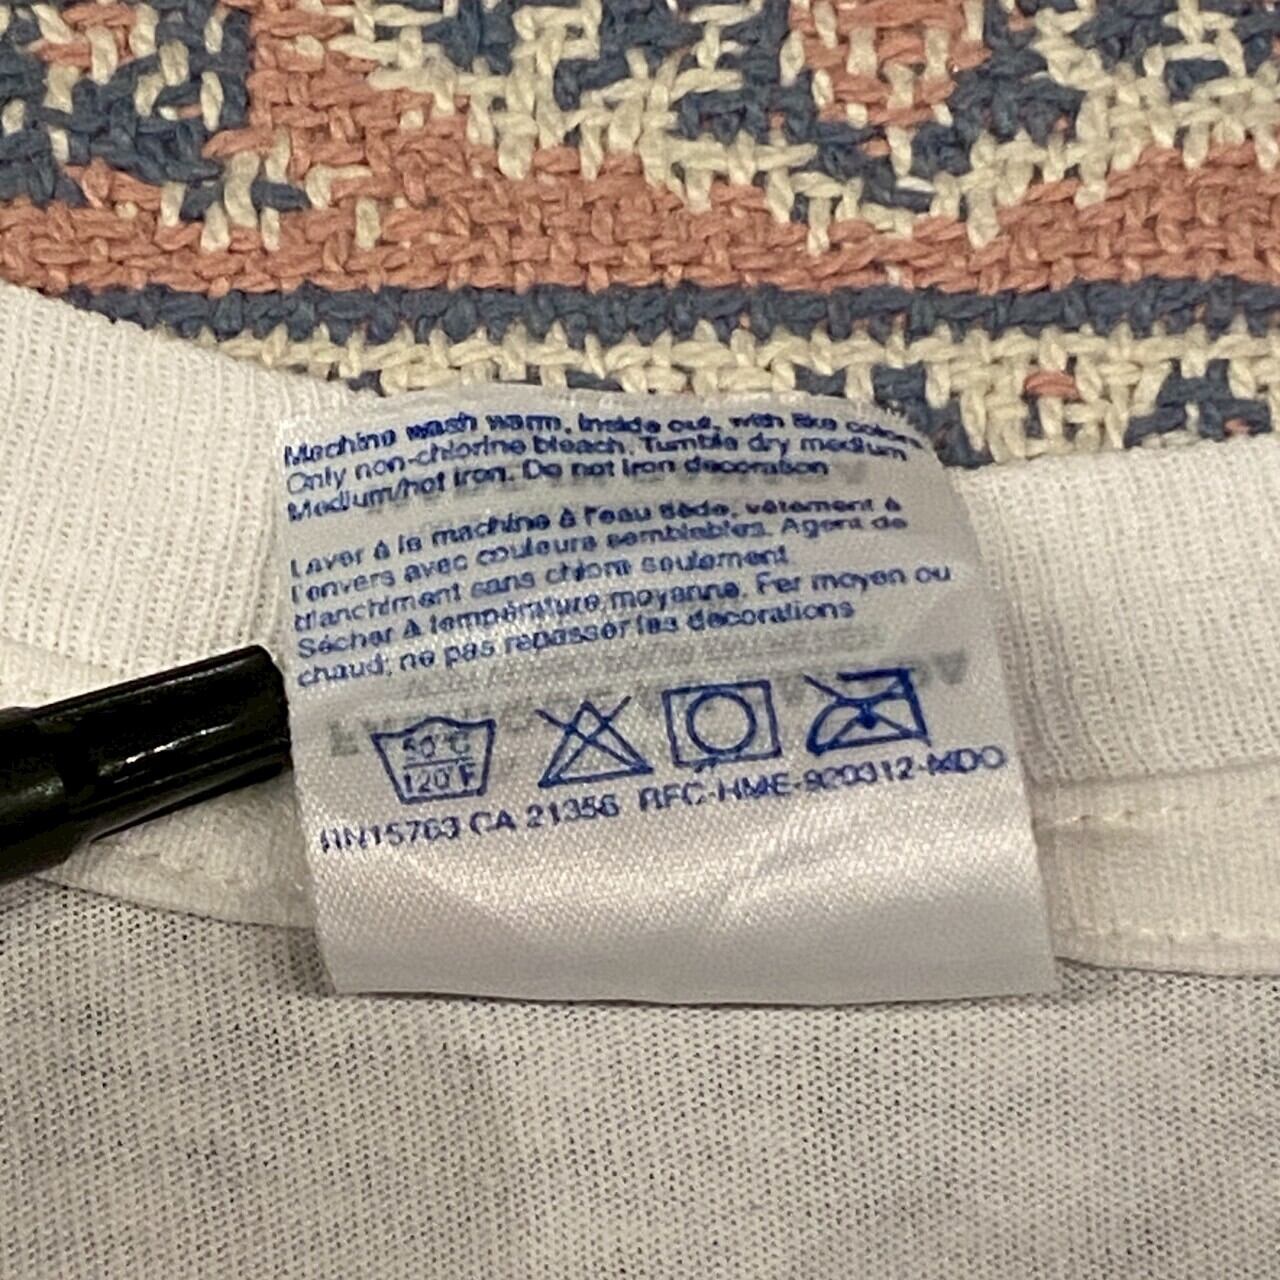 Machine wash warm, inside out, with like colors
Only non-chlorine bleach. Tumble dry medium
Medium/hot iron. Do not iron decoration
Laver à la machine à l'eau tiède, vêtement à
l'envers avec couleurs semblables. Agent de
blanchiment sans chlore seulement
Sécher à température moyenne. Fer moyen ou
chaud; ne pas repasser les decorations
50°C
120°F
RN15763 CA 21356 RFC-HME-920312-MDO